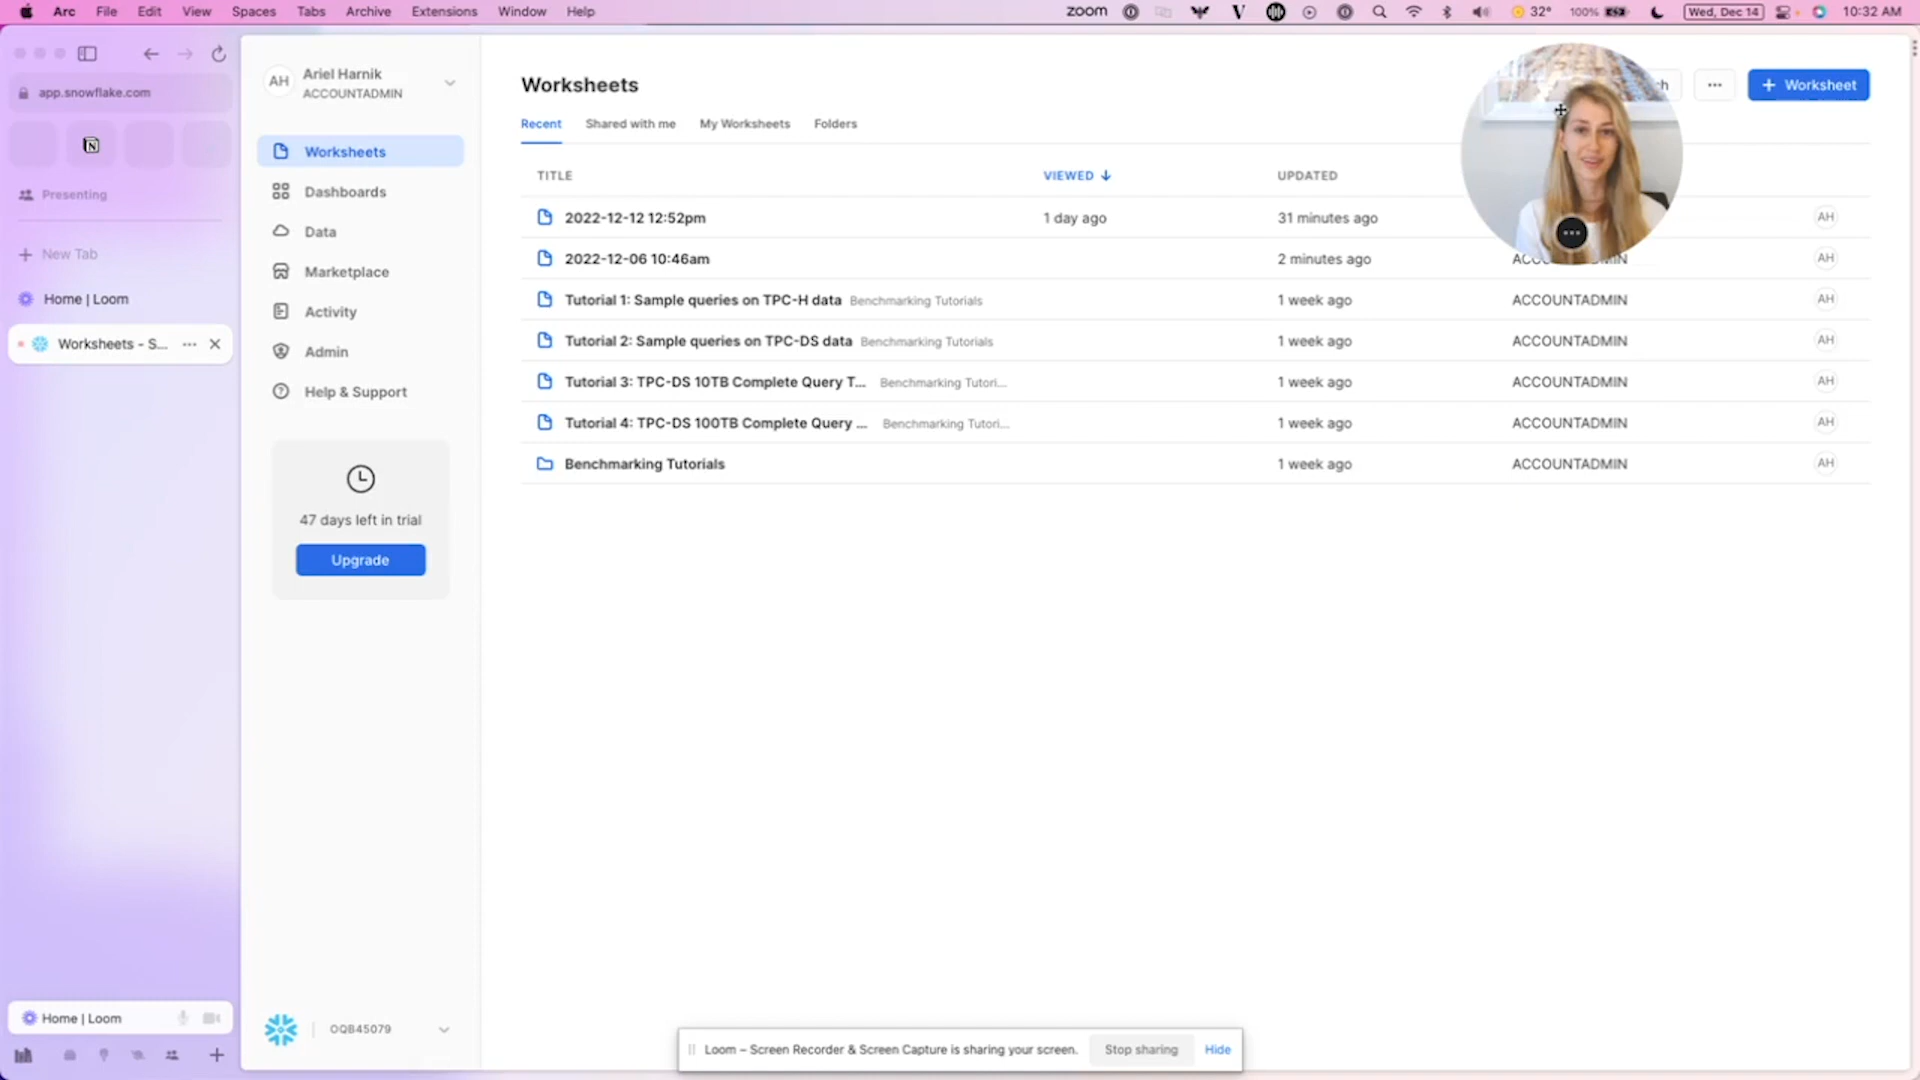 Arc File Edit View Spaces Tabs Archive Extensions Window Help zoom V 32° 100% Wed, Dec 14 10:32 AM
app.snowflake.com
Presenting
New Tab
Home | Loom
Worksheets - S...
Home | Loom
AH Ariel Harnik
ACCOUNTADMIN
Worksheets
Dashboards
Data
Marketplace
Activity
Admin
Help & Support
47 days left in trial
Upgrade
OQB45079
Worksheets
+ Worksheet
Recent Shared with me My Worksheets Folders
TITLE VIEWED UPDATED
2022-12-12 12:52pm 1 day ago 31 minutes ago AH
2022-12-06 10:46am 2 minutes ago AH
Tutorial 1: Sample queries on TPC-H data Benchmarking Tutorials 1 week ago ACCOUNTADMIN AH
Tutorial 2: Sample queries on TPC-DS data Benchmarking Tutorials 1 week ago ACCOUNTADMIN AH
Tutorial 3: TPC-DS 10TB Complete Query T... Benchmarking Tutori... 1 week ago ACCOUNTADMIN AH
Tutorial 4: TPC-DS 100TB Complete Query ... Benchmarking Tutori... 1 week ago ACCOUNTADMIN AH
Benchmarking Tutorials 1 week ago ACCOUNTADMIN AH
Loom – Screen Recorder & Screen Capture is sharing your screen. Stop sharing Hide